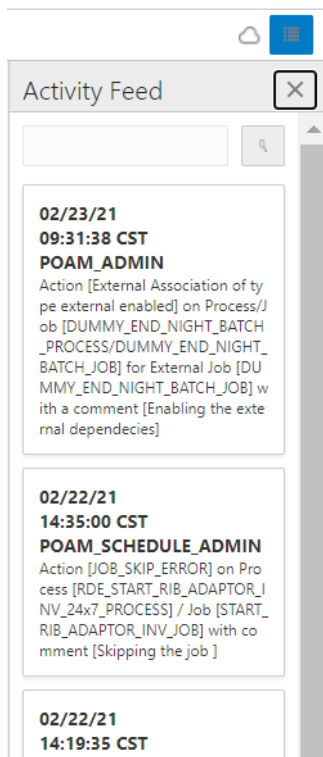 Activity Feed
02/23/21
09:31:38 CST
POAM_ADMIN
Action [External Association of ty
pe external enabled] on Process/J
ob [DUMMY_END_NIGHT_BATCH
_PROCESS/DUMMY_END_NIGHT_
BATCH_JOB] for External Job [DU
MMY_END_NIGHT_BATCH_JOB] w
ith a comment [Enabling the exte
rnal dependecies]
02/22/21
14:35:00 CST
POAM_SCHEDULE_ADMIN
Action [JOB_SKIP_ERROR] on Pro
cess [RDE_START_RIB_ADAPTOR_I
NV_24x7_PROCESS] / Job [START_
RIB_ADAPTOR_INV_JOB] with co
mment [Skipping the job ]
02/22/21
14:19:35 CST